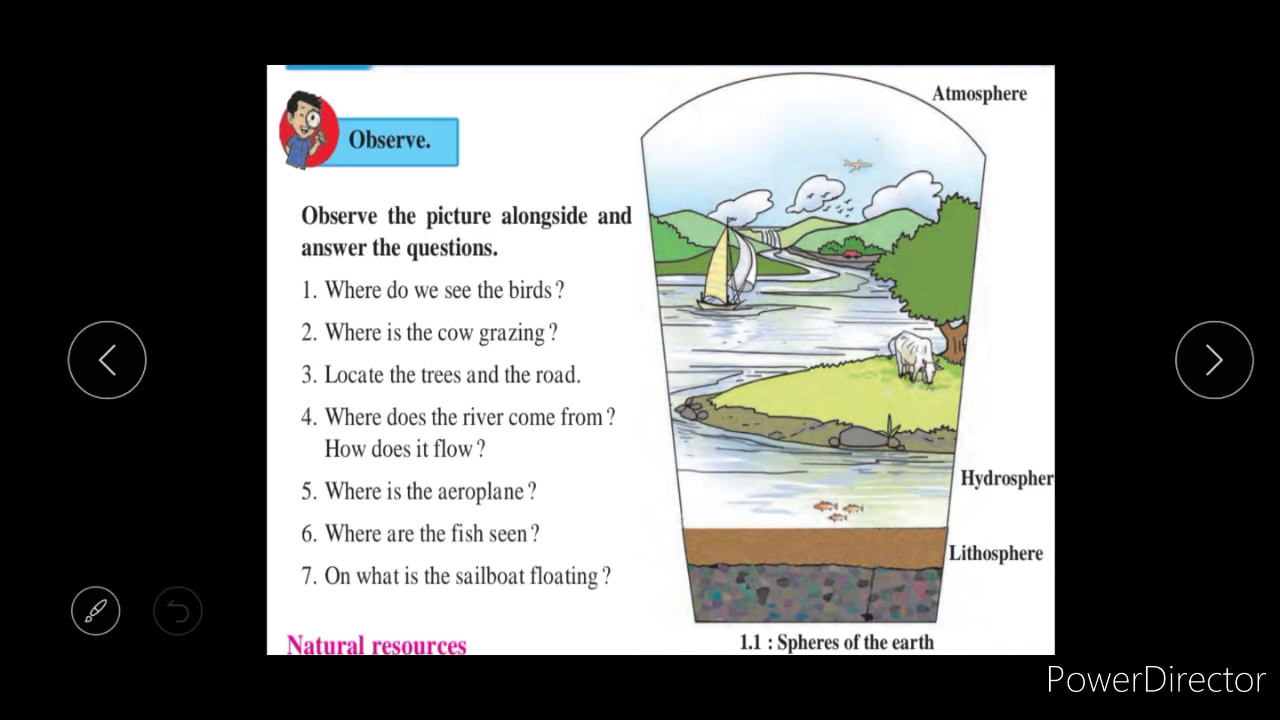 Observe.
Observe the picture alongside and
answer the questions.
1. Where do we see the birds?
2. Where is the cow grazing?
3. Locate the trees and the road.
4. Where does the river come from?
How does it flow?
5. Where is the aeroplane?
6. Where are the fish seen?
7. On what is the sailboat floating?
Natural resources
Atmosphere
Hydrospher
Lithosphere
1.1 : Spheres of the earth
PowerDirector